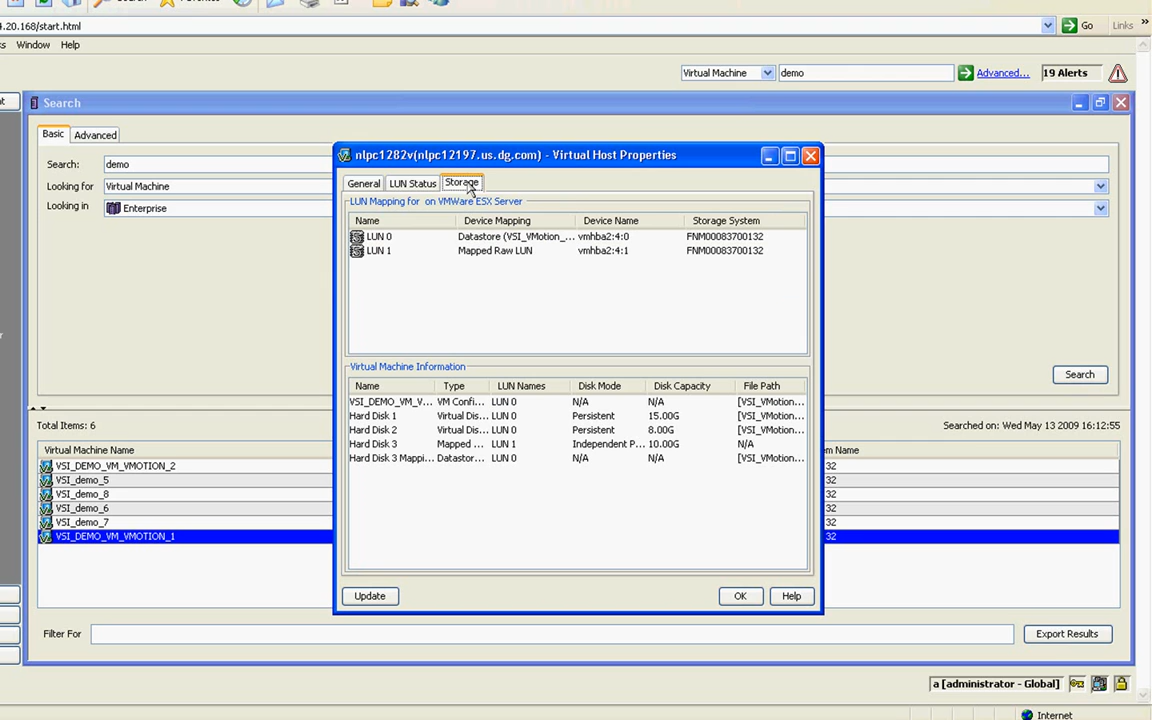 4.20.168/start.html
Go
Links »
Window Help
Virtual Machine
demo
Advanced...
19 Alerts
Search
Basic
Advanced
Search: demo
Looking for Virtual Machine
Looking in Enterprise
Search
nlpc1282v(nlpc12197.us.dg.com) - Virtual Host Properties
General LUN Status Storage
LUN Mapping for on VMWare ESX Server
Name Device Mapping Device Name Storage System
LUN 0 Datastore (VSI_VMotion_... vmhba2:4:0 FNM00083700132
LUN 1 Mapped Raw LUN vmhba2:4:1 FNM00083700132
Virtual Machine Information
Name Type LUN Names Disk Mode Disk Capacity File Path
VSI_DEMO_VM_V... VM Confi... LUN 0 N/A N/A [VSI_VMotion...
Hard Disk 1 Virtual Dis... LUN 0 Persistent 15.00G [VSI_VMotion...
Hard Disk 2 Virtual Dis... LUN 0 Persistent 8.00G [VSI_VMotion...
Hard Disk 3 Mapped ... LUN 1 Independent P... 10.00G N/A
Hard Disk 3 Mappi... Datastor... LUN 0 N/A N/A [VSI_VMotion...
Update OK Help
Total Items: 6
Searched on: Wed May 13 2009 16:12:55
Virtual Machine Name
VSI_DEMO_VM_VMOTION_2 32
VSI_demo_5 32
VSI_demo_8 32
VSI_demo_6 32
VSI_demo_7 32
VSI_DEMO_VM_VMOTION_1 32
Filter For
Export Results
a [administrator - Global]
Internet